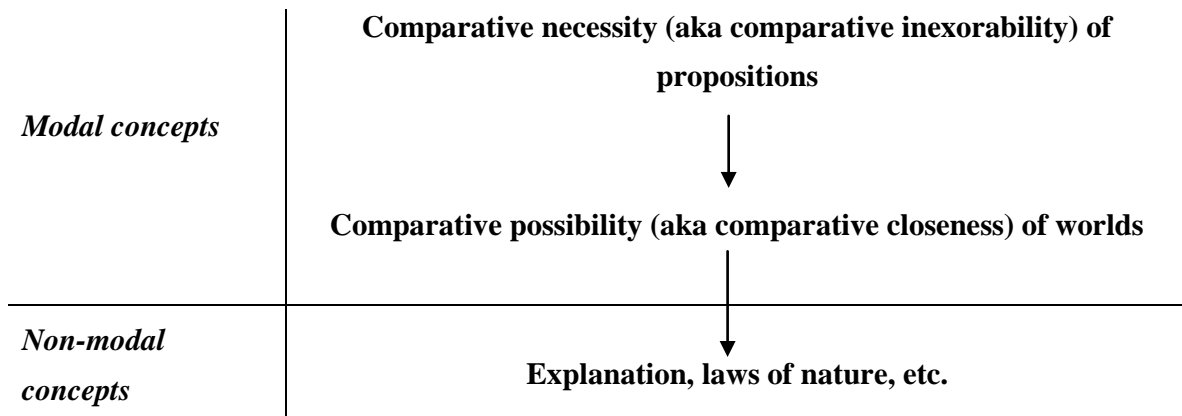 Comparative necessity (aka comparative inexorability) of
propositions
Modal concepts
Comparative possibility (aka comparative closeness) of worlds
Non-modal
concepts
Explanation, laws of nature, etc.